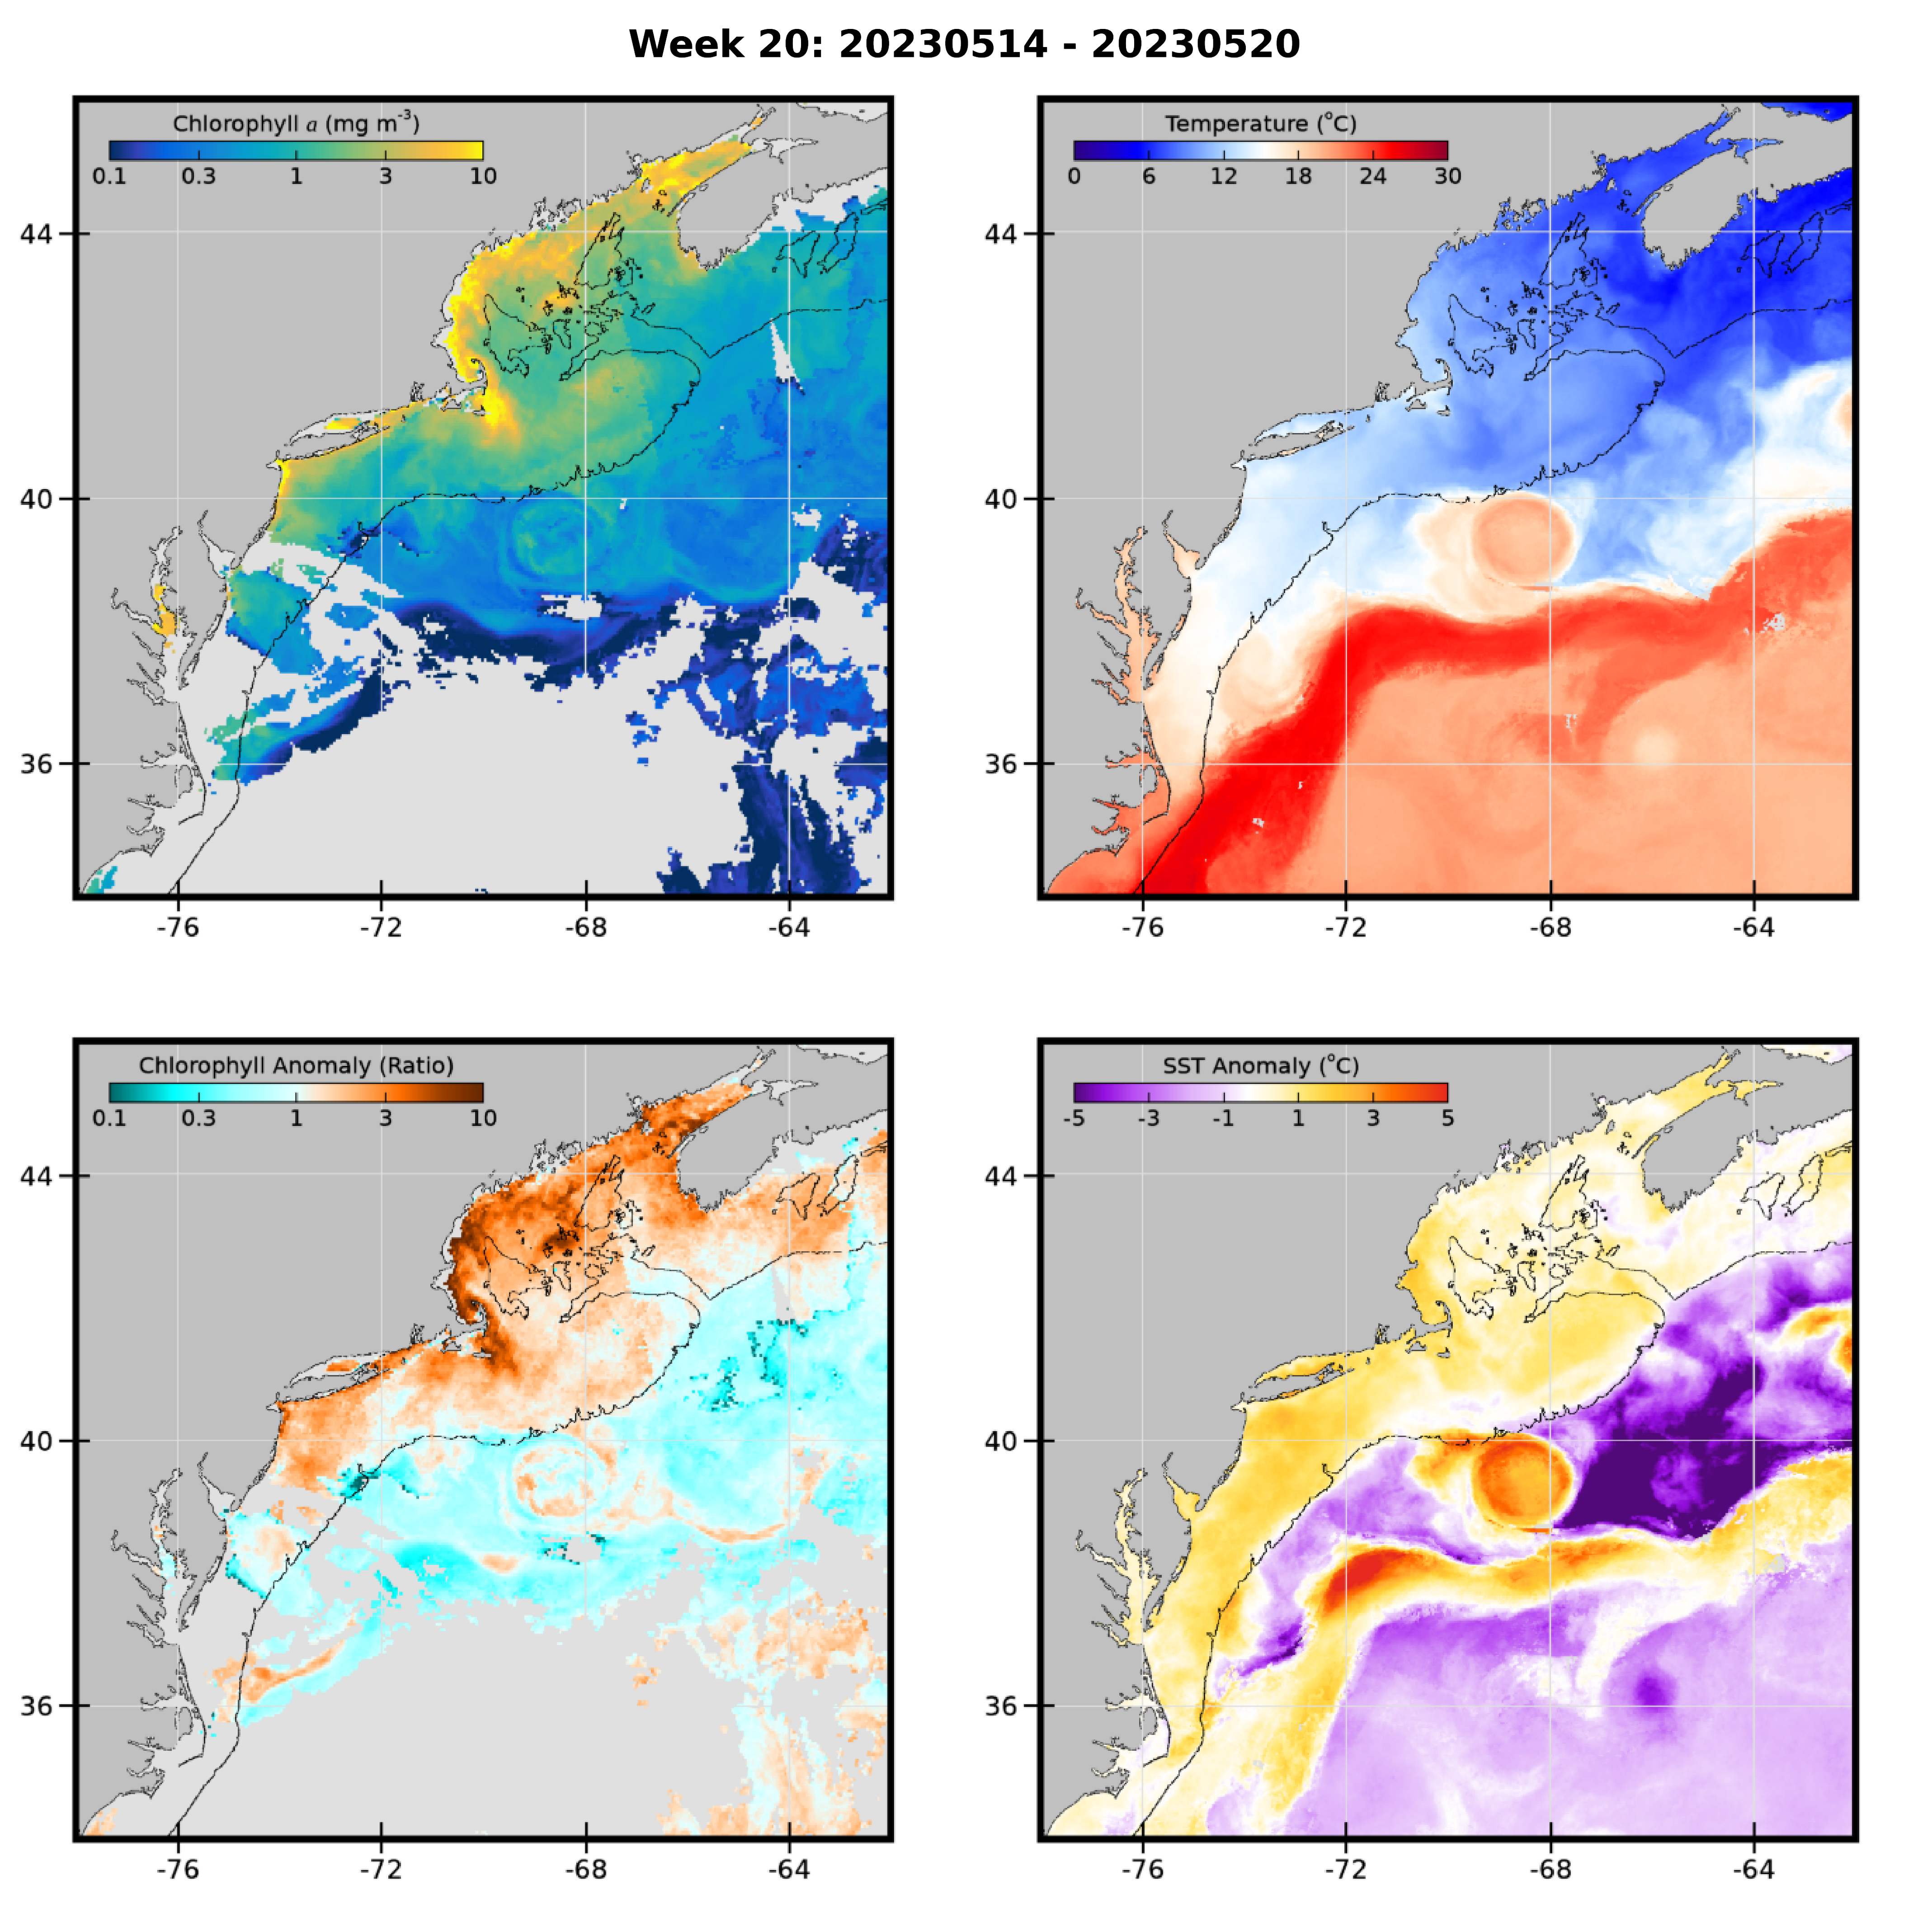 Week 20: 20230514 - 20230520
Chlorophyll a (mg m⁻³)
0.1 0.3 1 3 10
44
40
36
-76 -72 -68 -64
Temperature (°C)
0 6 12 18 24 30
44
40
36
-76 -72 -68 -64
Chlorophyll Anomaly (Ratio)
0.1 0.3 1 3 10
44
40
36
-76 -72 -68 -64
SST Anomaly (°C)
-5 -3 -1 1 3 5
44
40
36
-76 -72 -68 -64